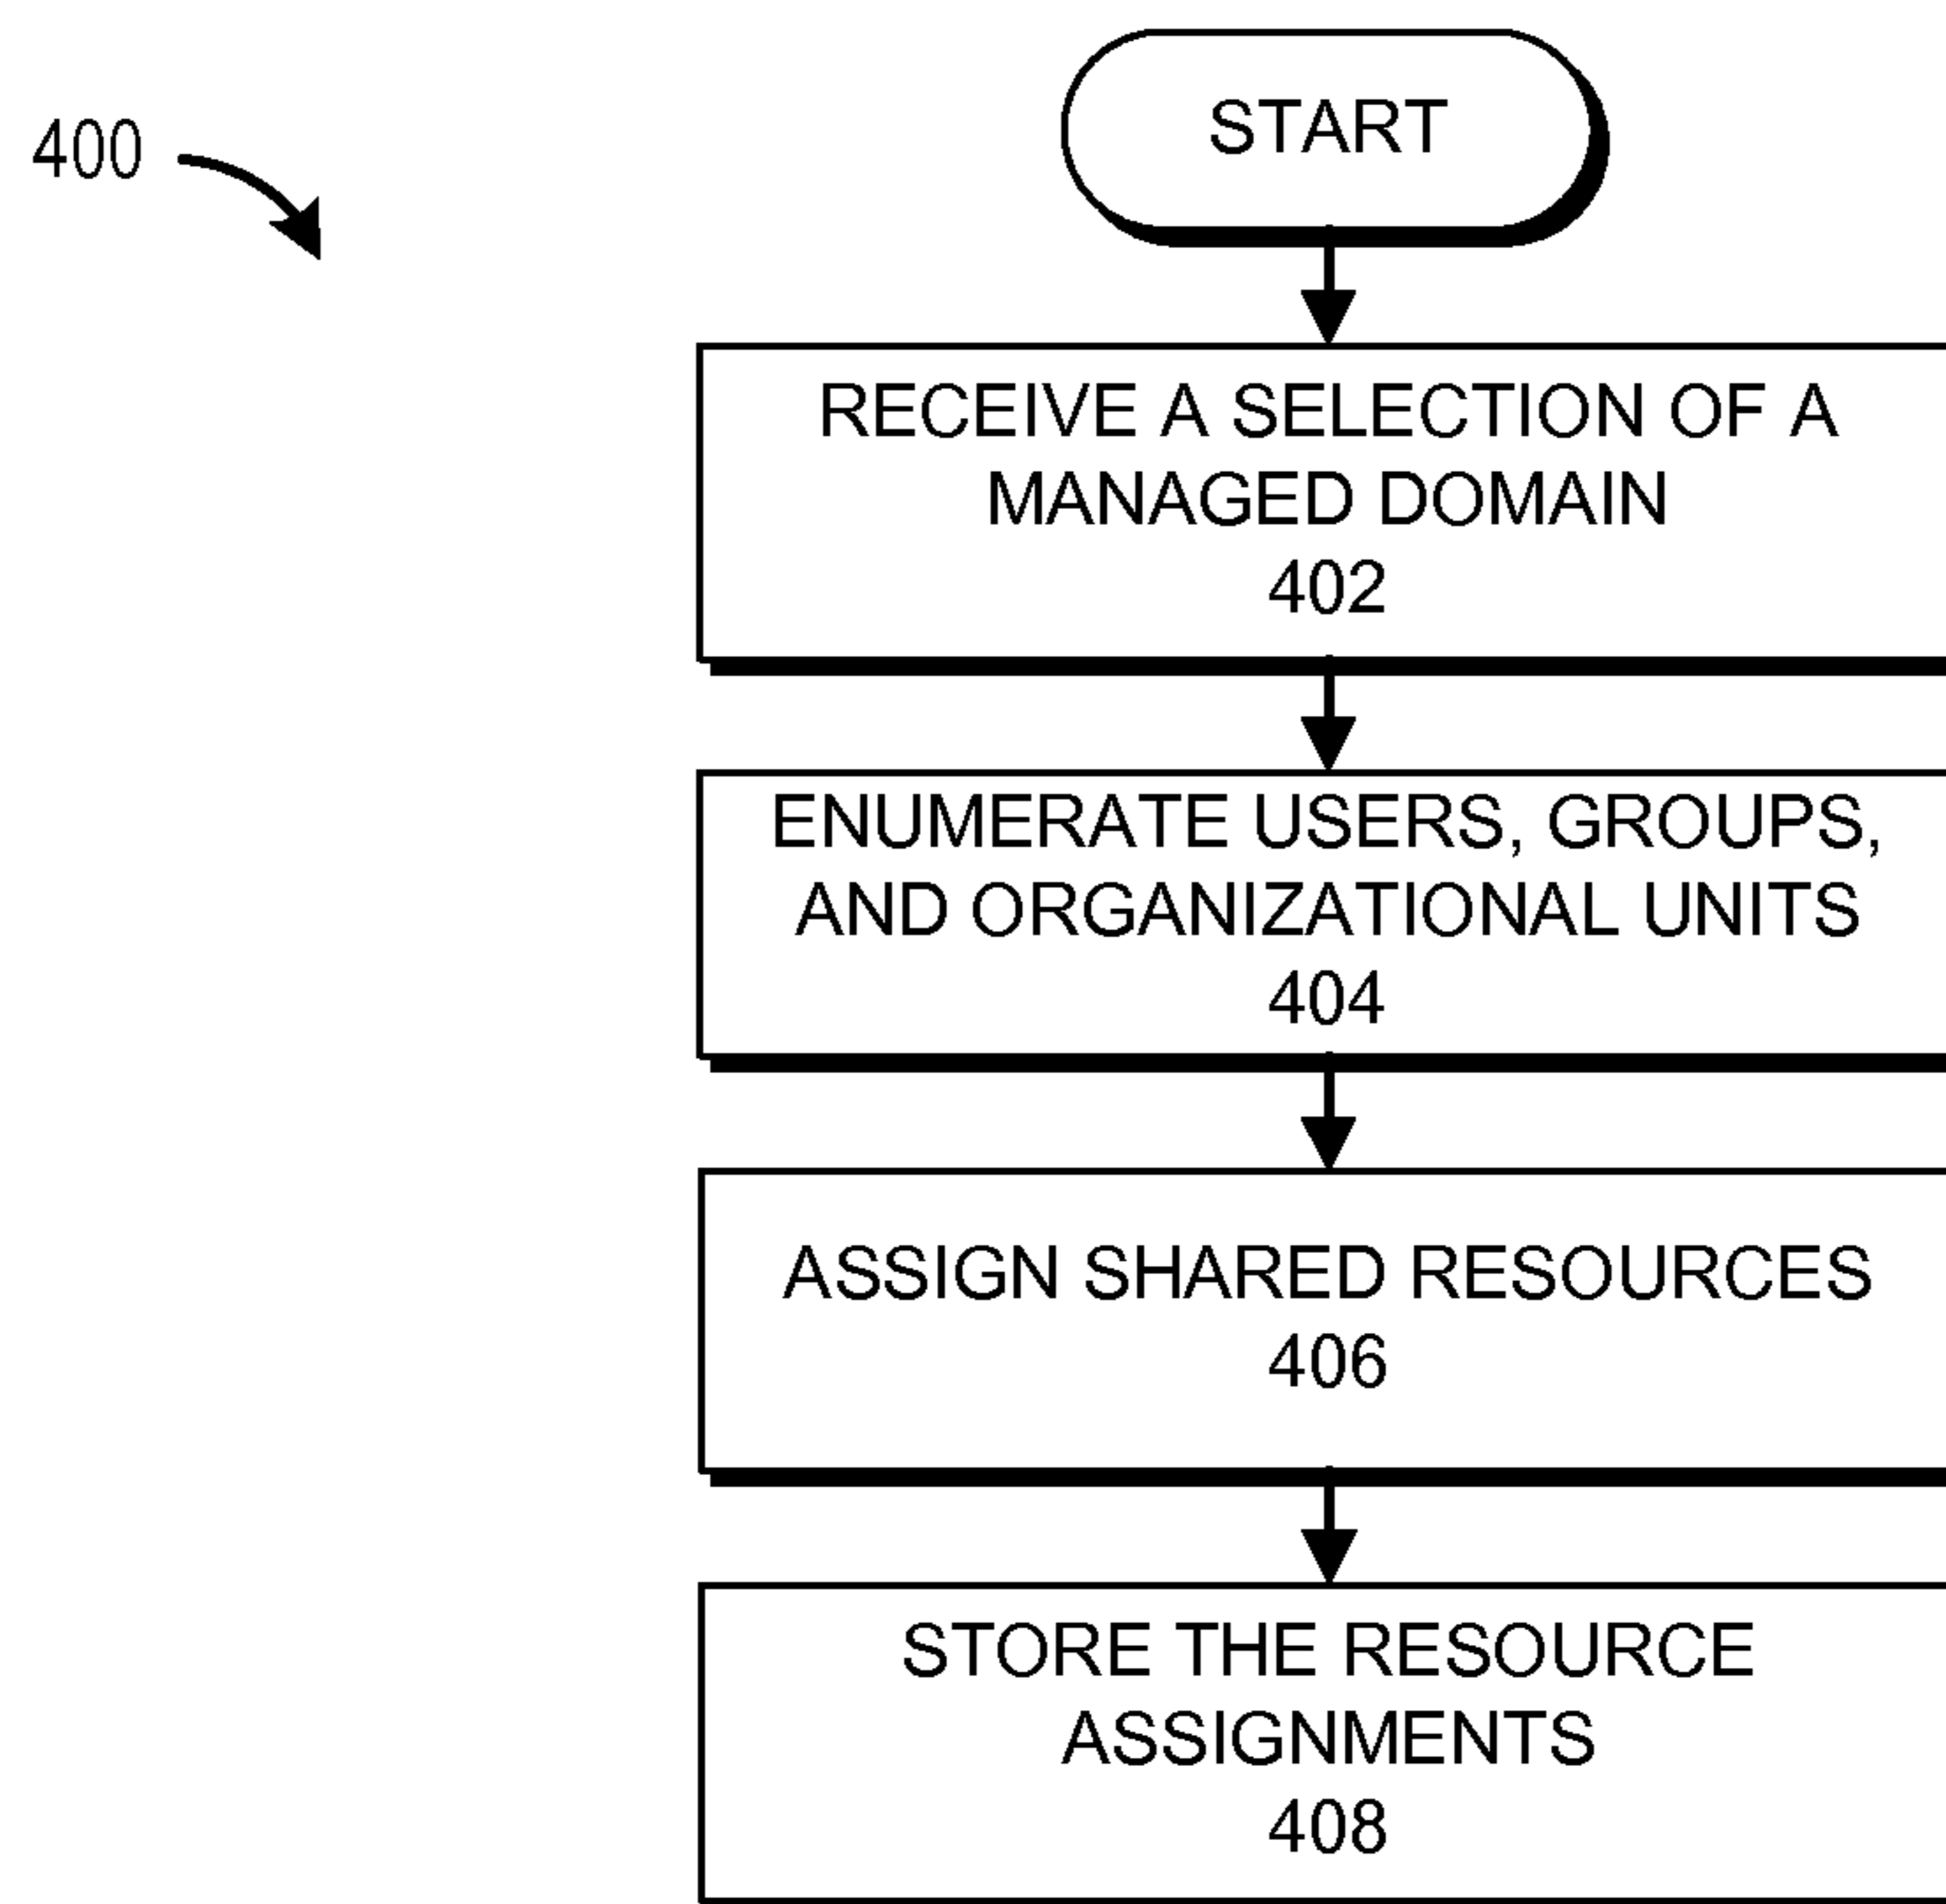 400
START
RECEIVE A SELECTION OF A
MANAGED DOMAIN
402
ENUMERATE USERS, GROUPS,
AND ORGANIZATIONAL UNITS
404
ASSIGN SHARED RESOURCES
406
STORE THE RESOURCE
ASSIGNMENTS
408